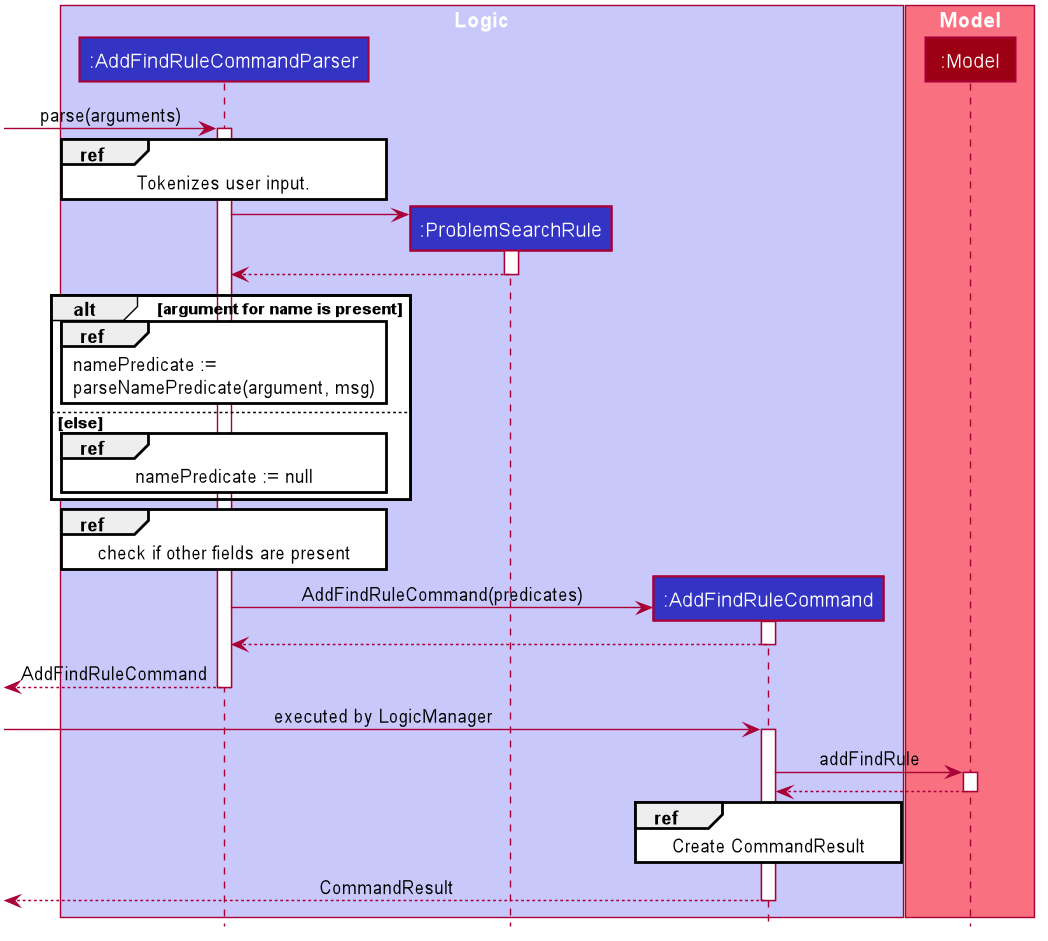 Logic
Model
:AddFindRuleCommandParser
:Model
parse(arguments)
ref
Tokenizes user input.
:ProblemSearchRule
alt
[argument for name is present]
ref
namePredicate :=
parseNamePredicate(argument, msg)
[else]
ref
namePredicate := null
ref
check if other fields are present
AddFindRuleCommand(predicates)
:AddFindRuleCommand
AddFindRuleCommand
executed by LogicManager
addFindRule
ref
Create CommandResult
CommandResult